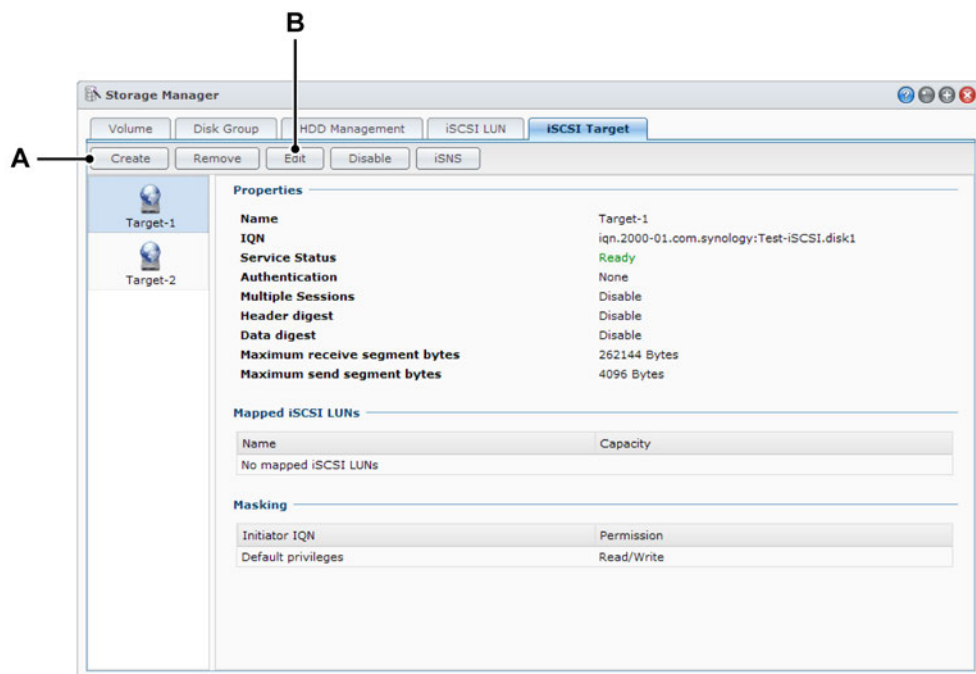 B
Storage Manager
Volume Disk Group HDD Management iSCSI LUN iSCSI Target
A
Create Remove Edit Disable iSNS
Target-1
Target-2
Properties
Name Target-1
IQN iqn.2000-01.com.synology:Test-iSCSI.disk1
Service Status Ready
Authentication None
Multiple Sessions Disable
Header digest Disable
Data digest Disable
Maximum receive segment bytes 262144 Bytes
Maximum send segment bytes 4096 Bytes
Mapped iSCSI LUNs
Name Capacity
No mapped iSCSI LUNs
Masking
Initiator IQN Permission
Default privileges Read/Write